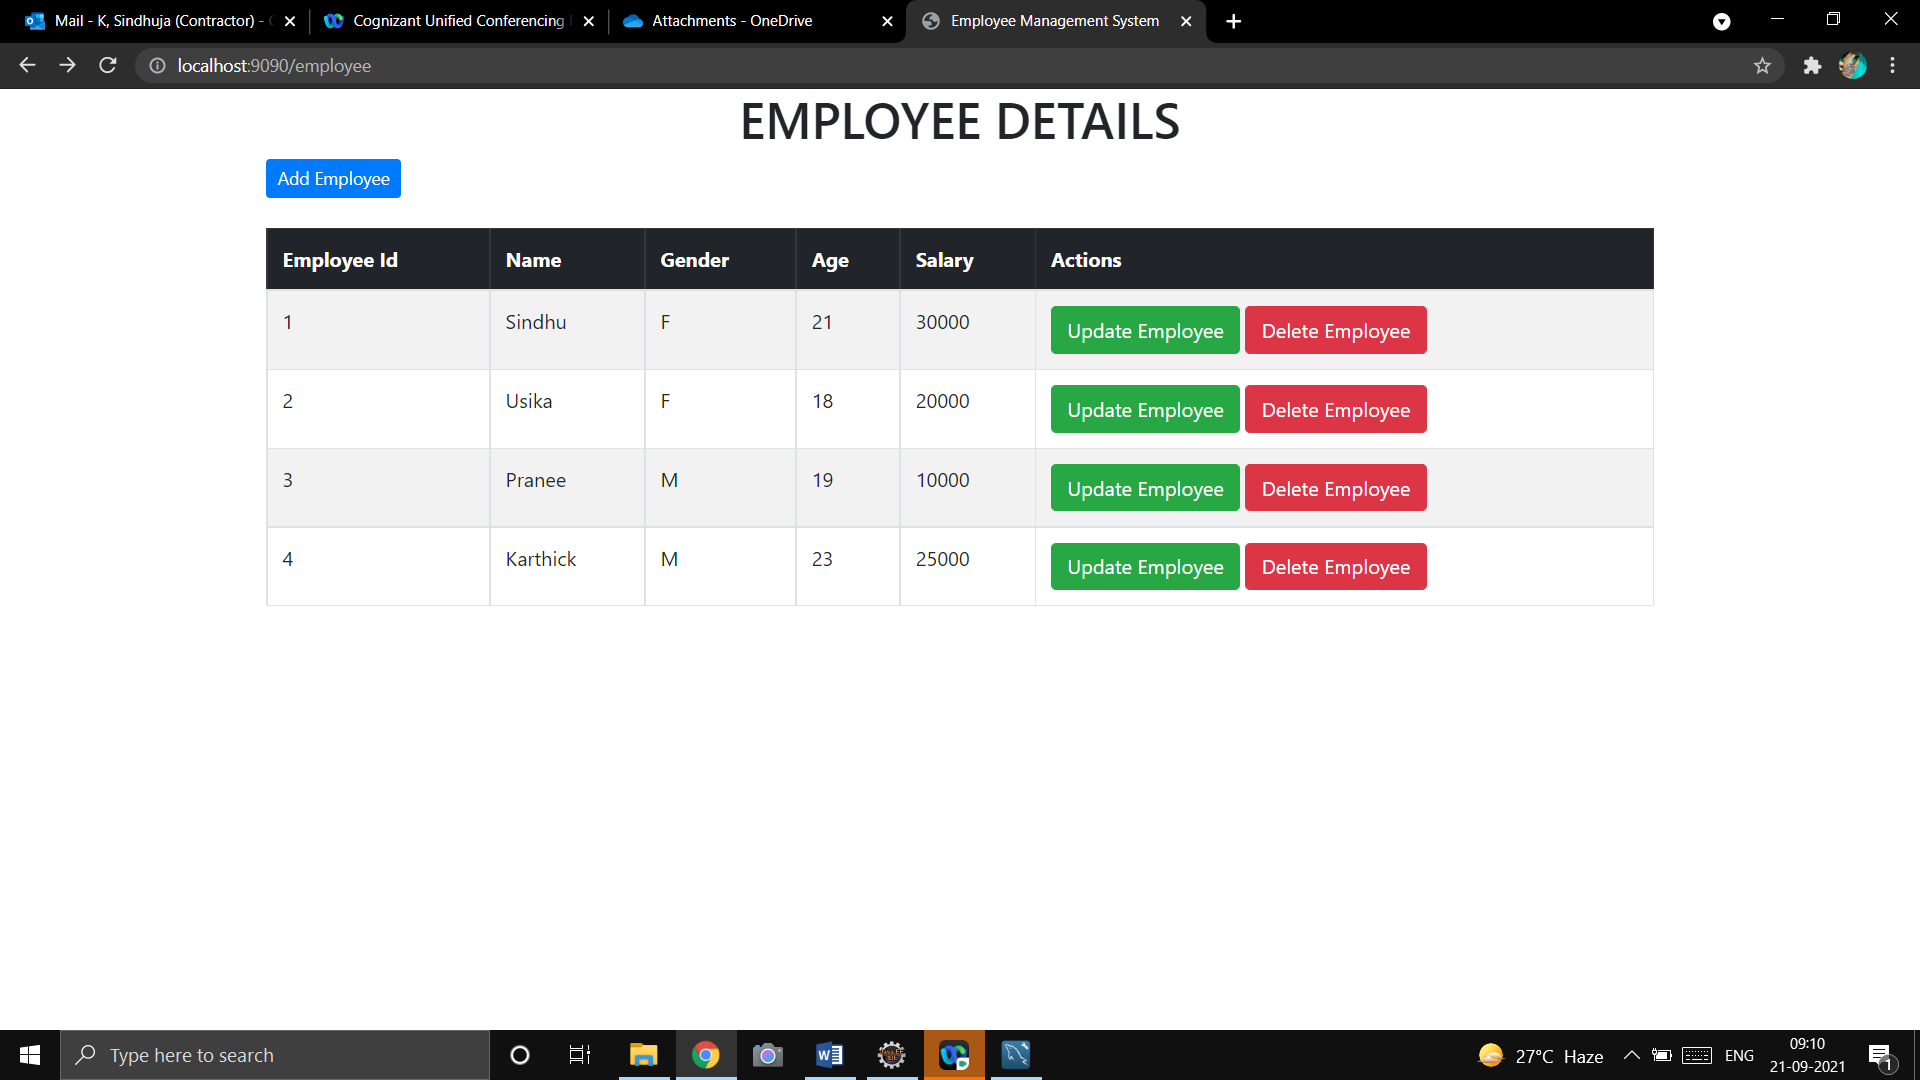 Mail - K, Sindhuja (Contractor) - Cognizant Unified Conferencing Attachments - OneDrive Employee Management System
localhost:9090/employee
EMPLOYEE DETAILS
Add Employee
Employee Id Name Gender Age Salary Actions
1 Sindhu F 21 30000 Update Employee Delete Employee
2 Usika F 18 20000 Update Employee Delete Employee
3 Pranee M 19 10000 Update Employee Delete Employee
4 Karthick M 23 25000 Update Employee Delete Employee
Type here to search 27°C Haze ENG 09:10
21-09-2021 1